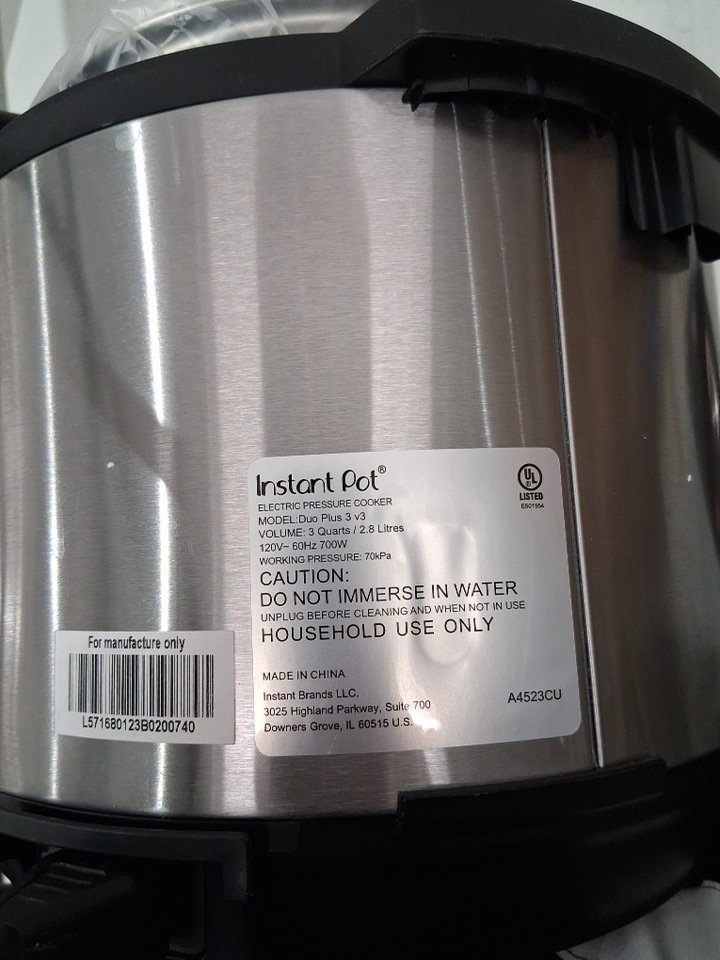 Instant Pot®
ELECTRIC PRESSURE COOKER
MODEL:Duo Plus 3 v3
VOLUME: 3 Quarts / 2.8 Litres
120V~ 60Hz 700W
WORKING PRESSURE: 70kPa
CAUTION:
DO NOT IMMERSE IN WATER
UNPLUG BEFORE CLEANING AND WHEN NOT IN USE
HOUSEHOLD USE ONLY
MADE IN CHINA
Instant Brands LLC.
3025 Highland Parkway, Suite 700
Downers Grove, IL 60515 U.S.
A4523CU
UL
®
LISTED
E501984
For manufacture only
L571680123B0200740